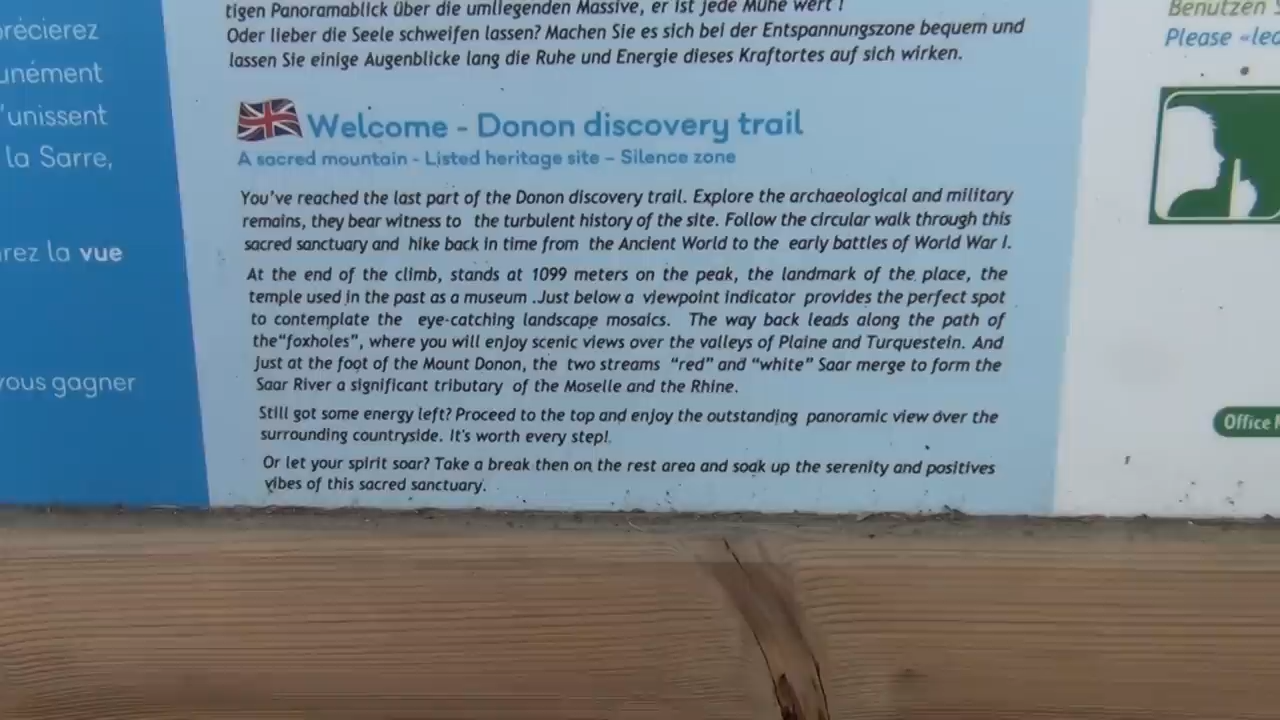 récierez
unément
'unissent
la Sarre,
rez la vue
vous gagner
tigen Panoramablick über die umliegenden Massive, er ist jede Mühe wert !
Oder lieber die Seele schweifen lassen? Machen Sie es sich bei der Entspannungszone bequem und
lassen Sie einige Augenblicke lang die Ruhe und Energie dieses Kraftortes auf sich wirken.
Welcome - Donon discovery trail
A sacred mountain - Listed heritage site – Silence zone
You've reached the last part of the Donon discovery trail. Explore the archaeological and military
remains, they bear witness to the turbulent history of the site. Follow the circular walk through this
sacred sanctuary and hike back in time from the Ancient World to the early battles of World War I.
At the end of the climb, stands at 1099 meters on the peak, the landmark of the place, the
temple used in the past as a museum .Just below a viewpoint indicator provides the perfect spot
to contemplate the eye-catching landscape mosaics. The way back leads along the path of
the"foxholes", where you will enjoy scenic views over the valleys of Plaine and Turquestein. And
just at the foot of the Mount Donon, the two streams "red" and "white" Saar merge to form the
Saar River a significant tributary of the Moselle and the Rhine.
Still got some energy left? Proceed to the top and enjoy the outstanding panoramic view over the
surrounding countryside. It's worth every step!
Or let your spirit soar? Take a break then on the rest area and soak up the serenity and positives
vibes of this sacred sanctuary.
Benutzen
Please
Office